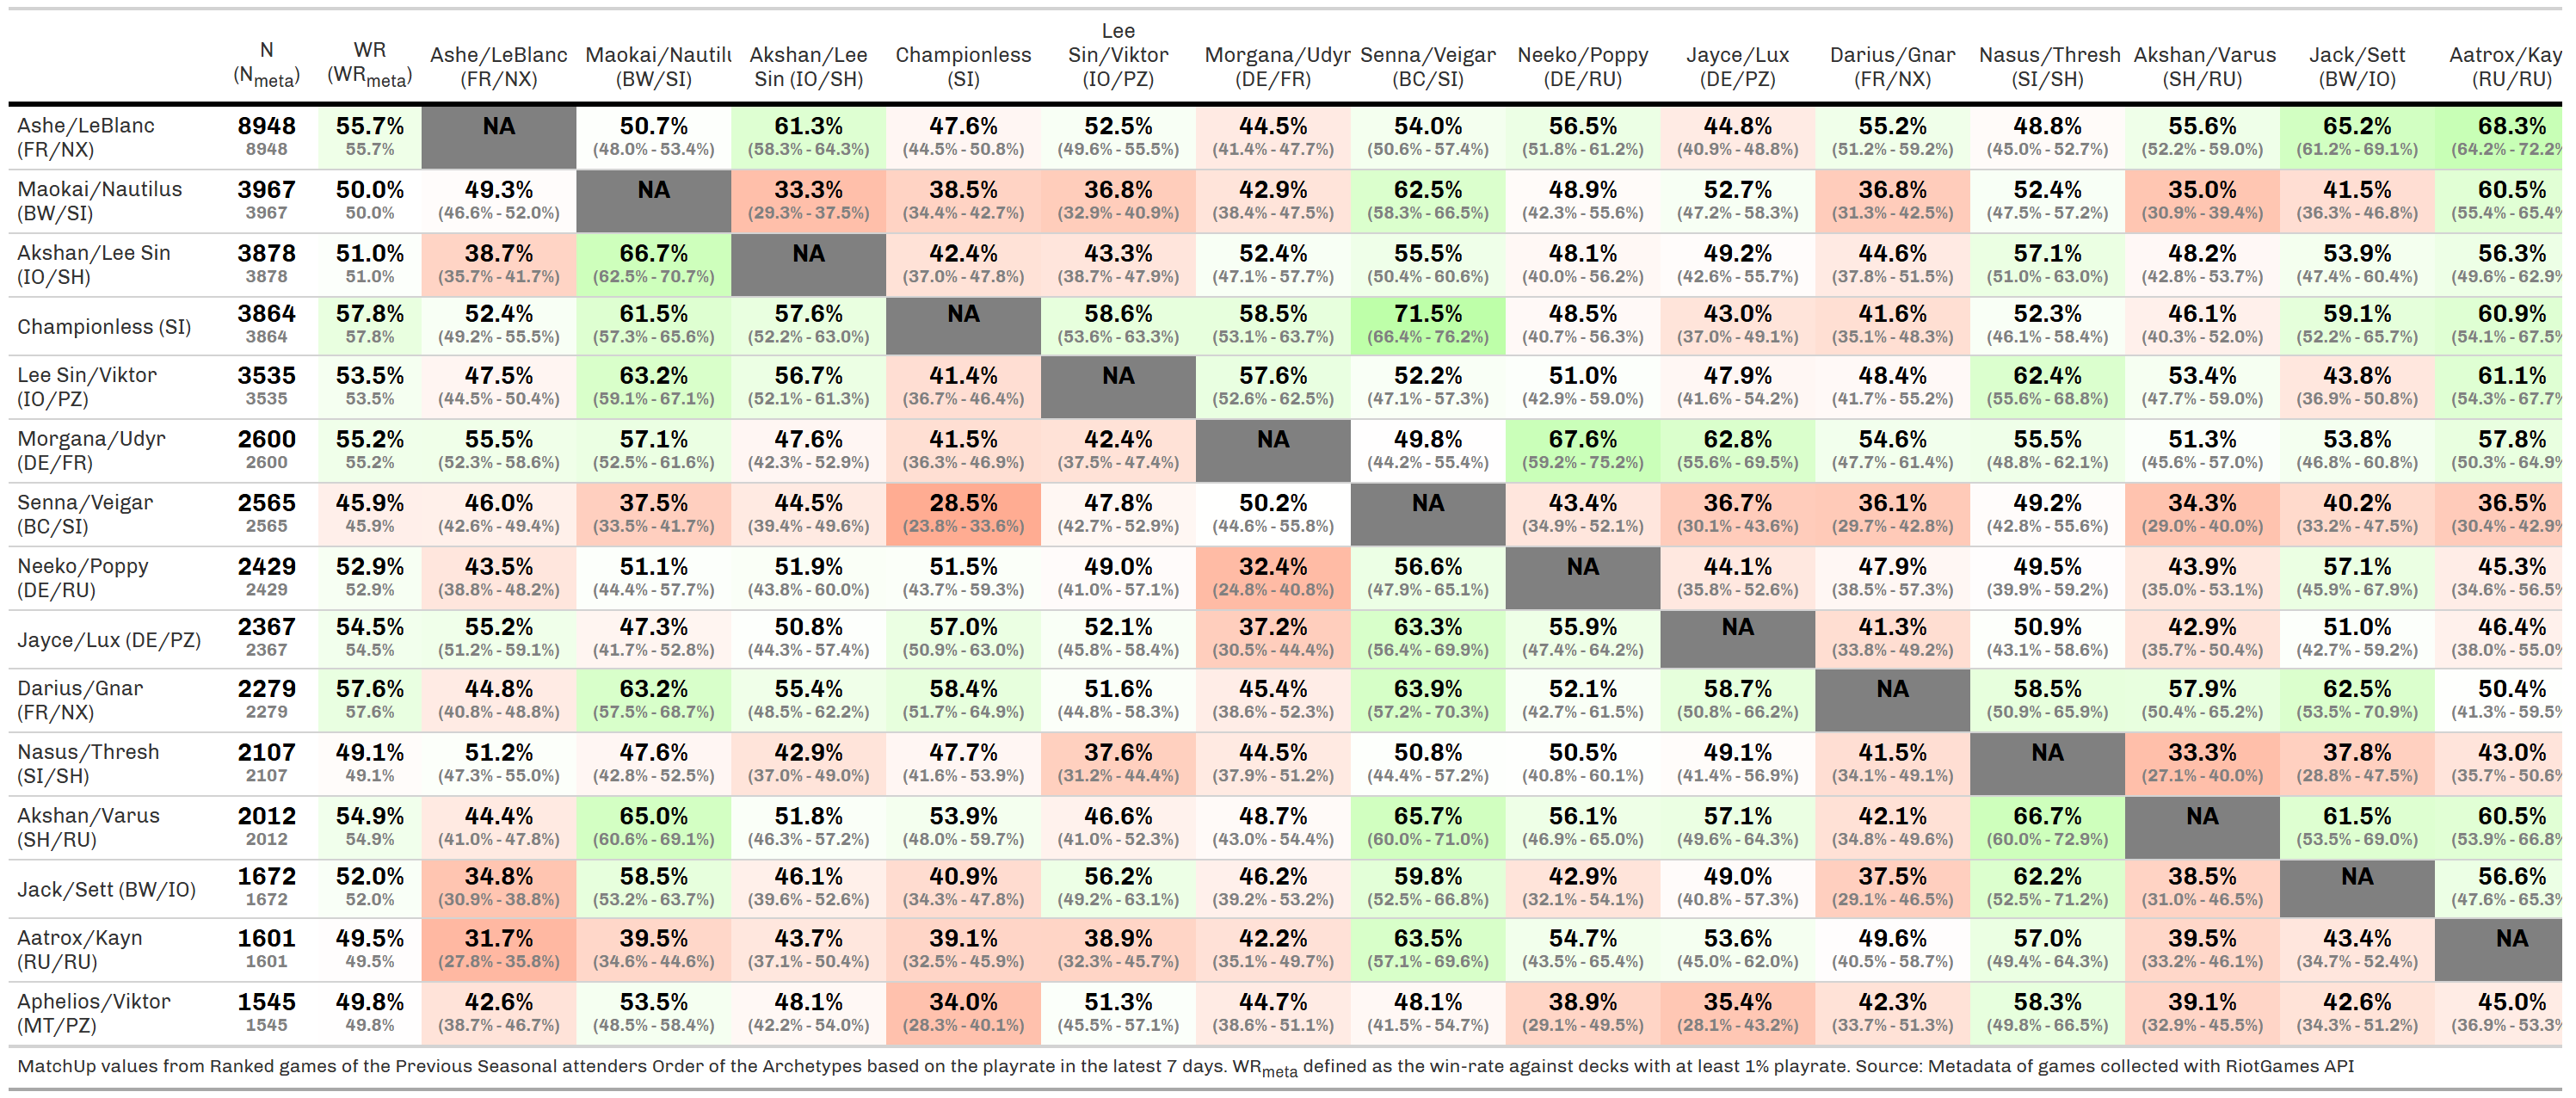 N (N_meta) WR (WR_meta) Ashe/LeBlanc (FR/NX) Maokai/Nautilu (BW/SI) Akshan/Lee Sin (IO/SH) Championless (SI) Lee Sin/Viktor (IO/PZ) Morgana/Udyr (DE/FR) Senna/Veigar (BC/SI) Neeko/Poppy (DE/RU) Jayce/Lux (DE/PZ) Darius/Gnar (FR/NX) Nasus/Thresh (SI/SH) Akshan/Varus (SH/RU) Jack/Sett (BW/IO) Aatrox/Kay (RU/RU)
Ashe/LeBlanc 8948 55.7% NA 50.7% 61.3% 47.6% 52.5% 44.5% 54.0% 56.5% 44.8% 55.2% 48.8% 55.6% 65.2% 68.3%
(FR/NX) 8948 55.7% (48.0% - 53.4%) (58.3% - 64.3%) (44.5% - 50.8%) (49.6% - 55.5%) (41.4% - 47.7%) (50.6% - 57.4%) (51.8% - 61.2%) (40.9% - 48.8%) (51.2% - 59.2%) (45.0% - 52.7%) (52.2% - 59.0%) (61.2% - 69.1%) (64.2% - 72.2%
Maokai/Nautilus 3967 50.0% 49.3% NA 33.3% 38.5% 36.8% 42.9% 62.5% 48.9% 52.7% 36.8% 52.4% 35.0% 41.5% 60.5%
(BW/SI) 3967 50.0% (46.6% - 52.0%) (29.3% - 37.5%) (34.4% - 42.7%) (32.9% - 40.9%) (38.4% - 47.5%) (58.3% - 66.5%) (42.3% - 55.6%) (47.2% - 58.3%) (31.3% - 42.5%) (47.5% - 57.2%) (30.9% - 39.4%) (36.3% - 46.8%) (55.4% - 65.4%
Akshan/Lee Sin 3878 51.0% 38.7% 66.7% NA 42.4% 43.3% 52.4% 55.5% 48.1% 49.2% 44.6% 57.1% 48.2% 53.9% 56.3%
(IO/SH) 3878 51.0% (35.7% - 41.7%) (62.5% - 70.7%) (37.0% - 47.8%) (38.7% - 47.9%) (47.1% - 57.7%) (50.4% - 60.6%) (40.0% - 56.2%) (42.6% - 55.7%) (37.8% - 51.5%) (51.0% - 63.0%) (42.8% - 53.7%) (47.4% - 60.4%) (49.6% - 62.9%
Championless (SI) 3864 57.8% 52.4% 61.5% 57.6% NA 58.6% 58.5% 71.5% 48.5% 43.0% 41.6% 52.3% 46.1% 59.1% 60.9%
3864 57.8% (49.2% - 55.5%) (57.3% - 65.6%) (52.2% - 63.0%) (53.6% - 63.3%) (53.1% - 63.7%) (66.4% - 76.2%) (40.7% - 56.3%) (37.0% - 49.1%) (35.1% - 48.3%) (46.1% - 58.4%) (40.3% - 52.0%) (52.2% - 65.7%) (54.1% - 67.5%
Lee Sin/Viktor 3535 53.5% 47.5% 63.2% 56.7% 41.4% NA 57.6% 52.2% 51.0% 47.9% 48.4% 62.4% 53.4% 43.8% 61.1%
(IO/PZ) 3535 53.5% (44.5% - 50.4%) (59.1% - 67.1%) (52.1% - 61.3%) (36.7% - 46.4%) (52.6% - 62.5%) (47.1% - 57.3%) (42.9% - 59.0%) (41.6% - 54.2%) (41.7% - 55.2%) (55.6% - 68.8%) (47.7% - 59.0%) (36.9% - 50.8%) (54.3% - 67.7%
Morgana/Udyr 2600 55.2% 55.5% 57.1% 47.6% 41.5% 42.4% NA 49.8% 67.6% 62.8% 54.6% 55.5% 51.3% 53.8% 57.8%
(DE/FR) 2600 55.2% (52.3% - 58.6%) (52.5% - 61.6%) (42.3% - 52.9%) (36.3% - 46.9%) (37.5% - 47.4%) (44.2% - 55.4%) (59.2% - 75.2%) (55.6% - 69.5%) (47.7% - 61.4%) (48.8% - 62.1%) (45.6% - 57.0%) (46.8% - 60.8%) (50.3% - 64.9%
Senna/Veigar 2565 45.9% 46.0% 37.5% 44.5% 28.5% 47.8% 50.2% NA 43.4% 36.7% 36.1% 49.2% 34.3% 40.2% 36.5%
(BC/SI) 2565 45.9% (42.6% - 49.4%) (33.5% - 41.7%) (39.4% - 49.6%) (23.8% - 33.6%) (42.7% - 52.9%) (44.6% - 55.8%) (34.9% - 52.1%) (30.1% - 43.6%) (29.7% - 42.8%) (42.8% - 55.6%) (29.0% - 40.0%) (33.2% - 47.5%) (30.4% - 42.9%
Neeko/Poppy 2429 52.9% 43.5% 51.1% 51.9% 51.5% 49.0% 32.4% 56.6% NA 44.1% 47.9% 49.5% 43.9% 57.1% 45.3%
(DE/RU) 2429 52.9% (38.8% - 48.2%) (44.4% - 57.7%) (43.8% - 60.0%) (43.7% - 59.3%) (41.0% - 57.1%) (24.8% - 40.8%) (47.9% - 65.1%) (35.8% - 52.6%) (38.5% - 57.3%) (39.9% - 59.2%) (35.0% - 53.1%) (45.9% - 67.9%) (34.6% - 56.5%
Jayce/Lux (DE/PZ) 2367 54.5% 55.2% 47.3% 50.8% 57.0% 52.1% 37.2% 63.3% 55.9% NA 41.3% 50.9% 42.9% 51.0% 46.4%
2367 54.5% (51.2% - 59.1%) (41.7% - 52.8%) (44.3% - 57.4%) (50.9% - 63.0%) (45.8% - 58.4%) (30.5% - 44.4%) (56.4% - 69.9%) (47.4% - 64.2%) (33.8% - 49.2%) (43.1% - 58.6%) (35.7% - 50.4%) (42.7% - 59.2%) (38.0% - 55.0%
Darius/Gnar 2279 57.6% 44.8% 63.2% 55.4% 58.4% 51.6% 45.4% 63.9% 52.1% 58.7% NA 58.5% 57.9% 62.5% 50.4%
(FR/NX) 2279 57.6% (40.8% - 48.8%) (57.5% - 68.7%) (48.5% - 62.2%) (51.7% - 64.9%) (44.8% - 58.3%) (38.6% - 52.3%) (57.2% - 70.3%) (42.7% - 61.5%) (50.8% - 66.2%) (50.9% - 65.9%) (50.4% - 65.2%) (53.5% - 70.9%) (41.3% - 59.5%
Nasus/Thresh 2107 49.1% 51.2% 47.6% 42.9% 47.7% 37.6% 44.5% 50.8% 50.5% 49.1% 41.5% NA 33.3% 37.8% 43.0%
(SI/SH) 2107 49.1% (47.3% - 55.0%) (42.8% - 52.5%) (37.0% - 49.0%) (41.6% - 53.9%) (31.2% - 44.4%) (37.9% - 51.2%) (44.4% - 57.2%) (40.8% - 60.1%) (41.4% - 56.9%) (34.1% - 49.1%) (27.1% - 40.0%) (28.8% - 47.5%) (35.7% - 50.6%
Akshan/Varus 2012 54.9% 44.4% 65.0% 51.8% 53.9% 46.6% 48.7% 65.7% 56.1% 57.1% 42.1% 66.7% NA 61.5% 60.5%
(SH/RU) 2012 54.9% (41.0% - 47.8%) (60.6% - 69.1%) (46.3% - 57.2%) (48.0% - 59.7%) (41.0% - 52.3%) (43.0% - 54.4%) (60.0% - 71.0%) (46.9% - 65.0%) (49.6% - 64.3%) (34.8% - 49.6%) (60.0% - 72.9%) (53.5% - 69.0%) (53.9% - 66.8%
Jack/Sett (BW/IO) 1672 52.0% 34.8% 58.5% 46.1% 40.9% 56.2% 46.2% 59.8% 42.9% 49.0% 37.5% 62.2% 38.5% NA 56.6%
1672 52.0% (30.9% - 38.8%) (53.2% - 63.7%) (39.6% - 52.6%) (34.3% - 47.8%) (49.2% - 63.1%) (39.2% - 53.2%) (52.5% - 66.8%) (32.1% - 54.1%) (40.8% - 57.3%) (29.1% - 46.5%) (52.5% - 71.2%) (31.0% - 46.5%) (47.6% - 65.3%
Aatrox/Kayn 1601 49.5% 31.7% 39.5% 43.7% 39.1% 38.9% 42.2% 63.5% 54.7% 53.6% 49.6% 57.0% 39.5% 43.4% NA
(RU/RU) 1601 49.5% (27.8% - 35.8%) (34.6% - 44.6%) (37.1% - 50.4%) (32.5% - 45.9%) (32.3% - 45.7%) (35.1% - 49.7%) (57.1% - 69.6%) (43.5% - 65.4%) (45.0% - 62.0%) (40.5% - 58.7%) (49.4% - 64.3%) (33.2% - 46.1%) (34.7% - 52.4%)
Aphelios/Viktor 1545 49.8% 42.6% 53.5% 48.1% 34.0% 51.3% 44.7% 48.1% 38.9% 35.4% 42.3% 58.3% 39.1% 42.6% 45.0%
(MT/PZ) 1545 49.8% (38.7% - 46.7%) (48.5% - 58.4%) (42.2% - 54.0%) (28.3% - 40.1%) (45.5% - 57.1%) (38.6% - 51.1%) (41.5% - 54.7%) (29.1% - 49.5%) (28.1% - 43.2%) (33.7% - 51.3%) (49.8% - 66.5%) (32.9% - 45.5%) (34.3% - 51.2%) (36.9% - 53.3%
MatchUp values from Ranked games of the Previous Seasonal attenders Order of the Archetypes based on the playrate in the latest 7 days. WR_meta defined as the win-rate against decks with at least 1% playrate. Source: Metadata of games collected with RiotGames API